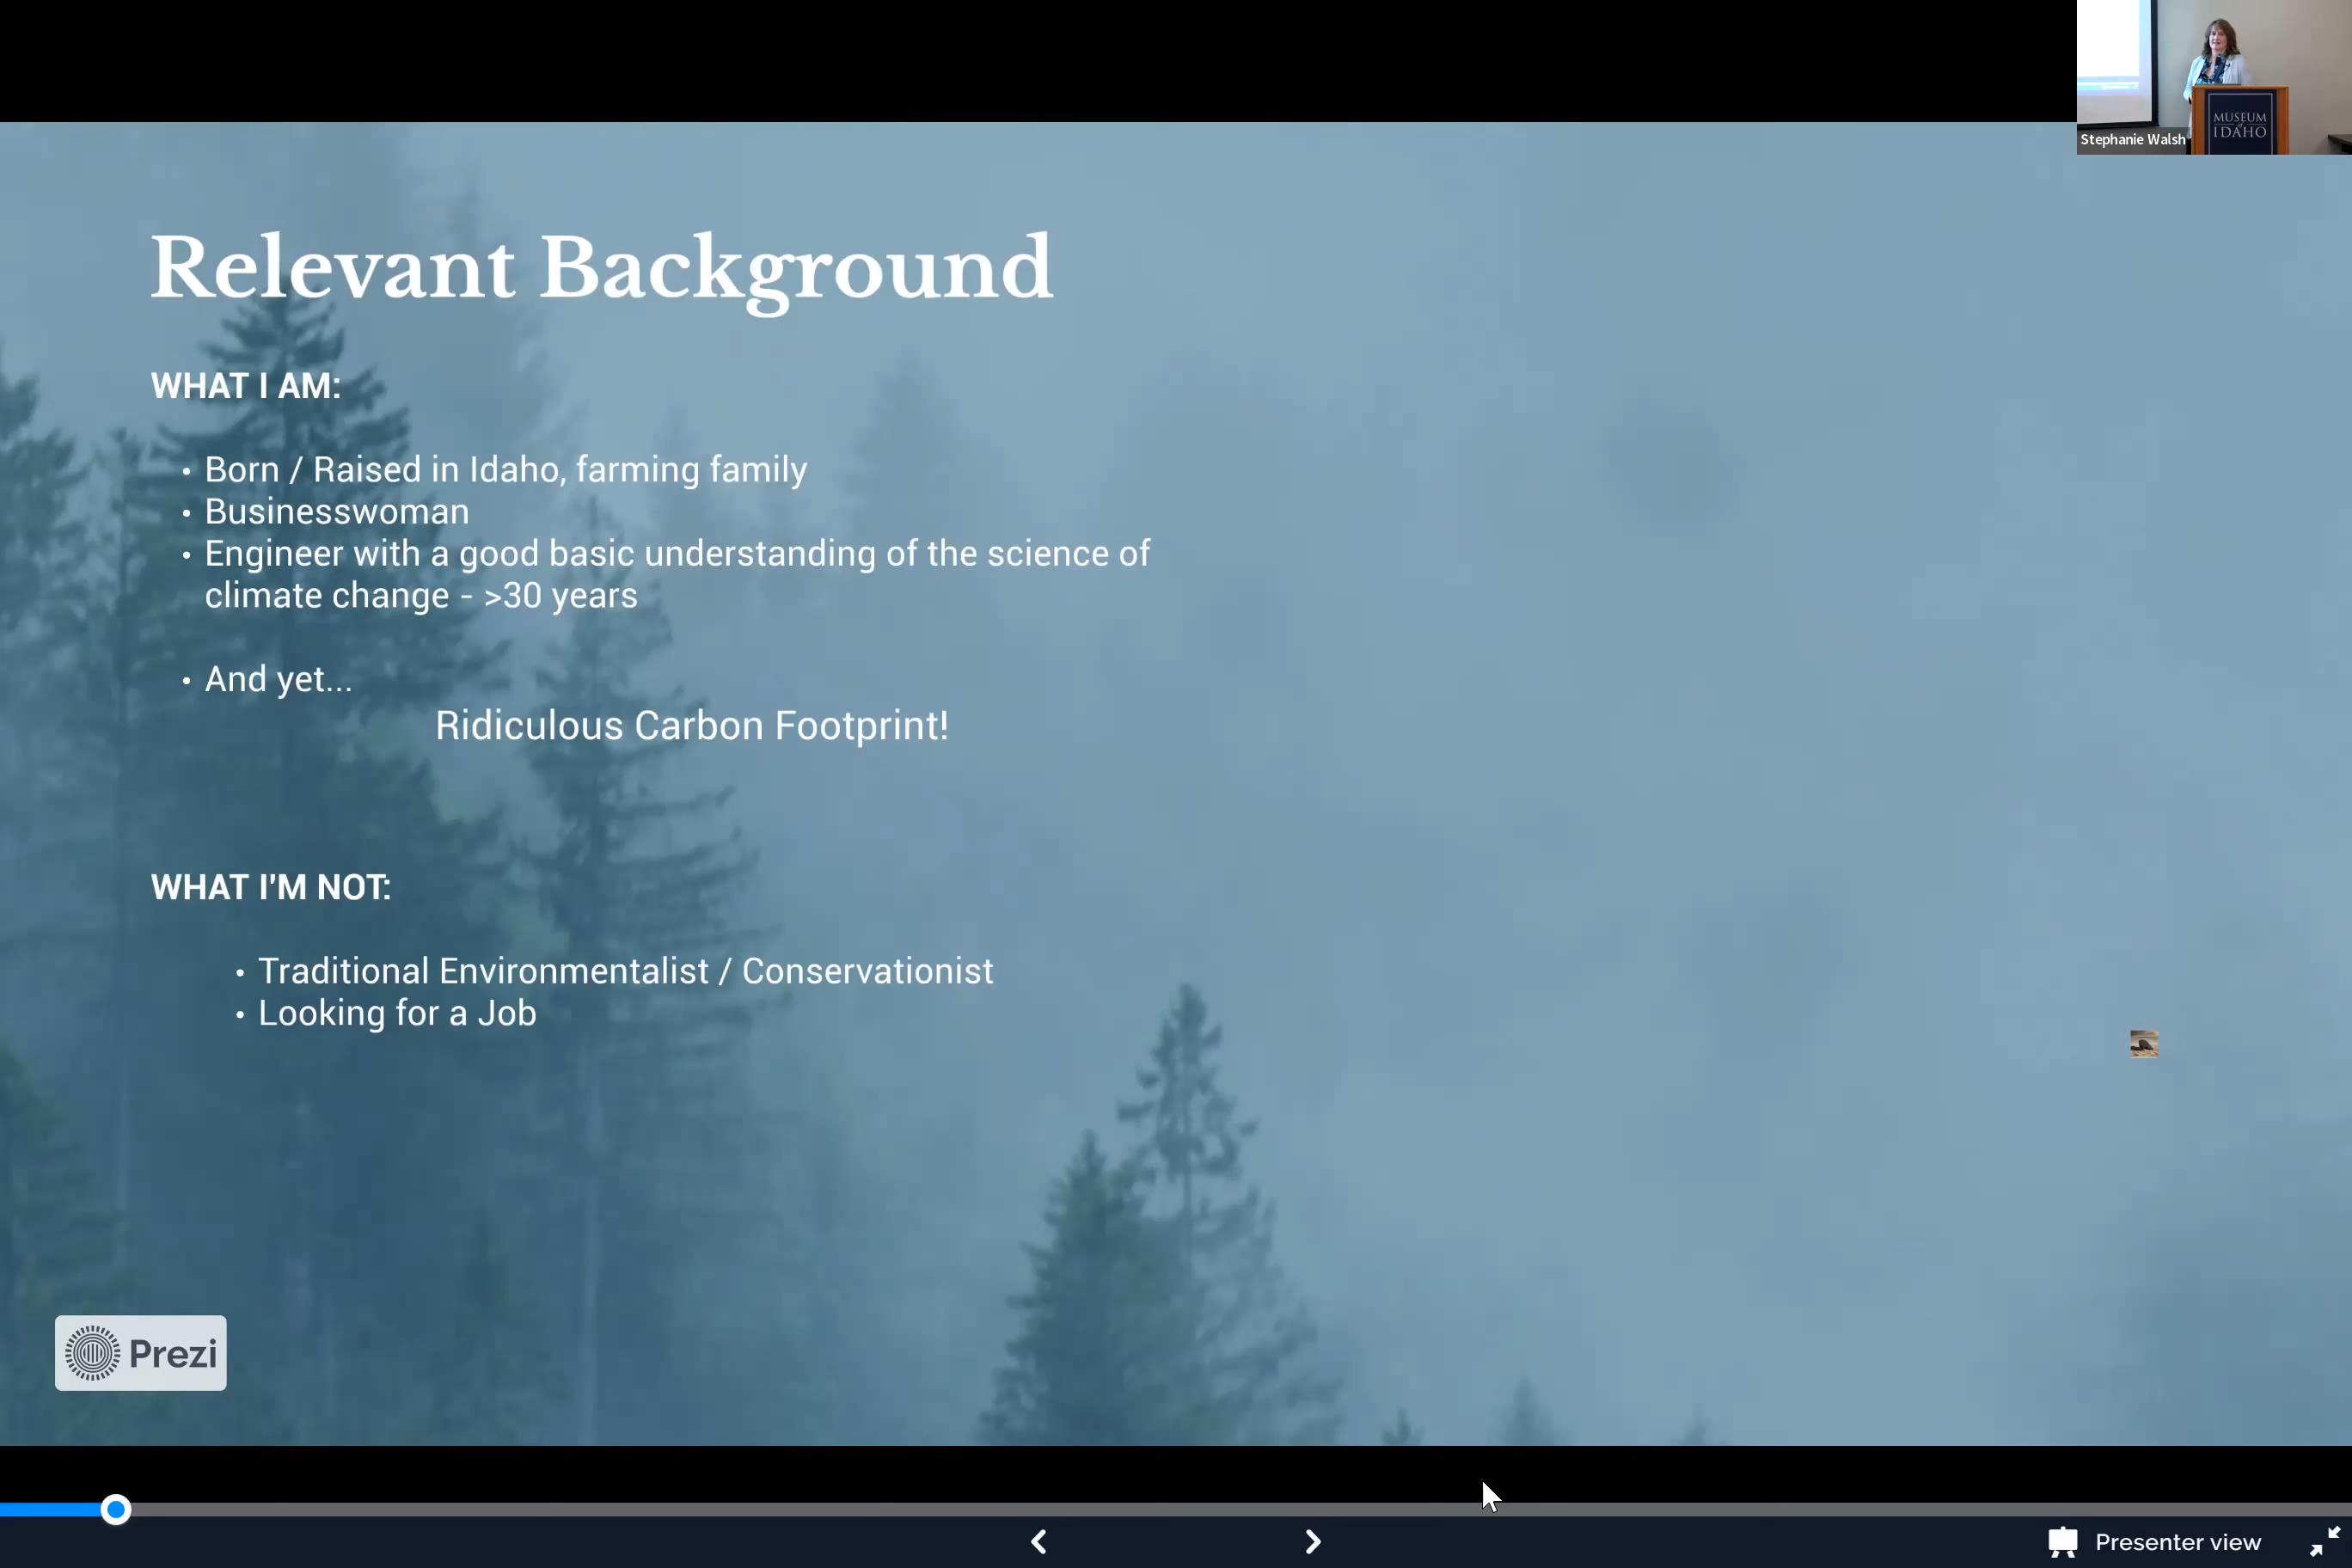 Stephanie Walsh
MUSEUM
of
IDAHO
Relevant Background
WHAT I AM:
• Born / Raised in Idaho, farming family
• Businesswoman
• Engineer with a good basic understanding of the science of
climate change - >30 years
• And yet...
Ridiculous Carbon Footprint!
WHAT I'M NOT:
• Traditional Environmentalist / Conservationist
• Looking for a Job
Prezi
Presenter view